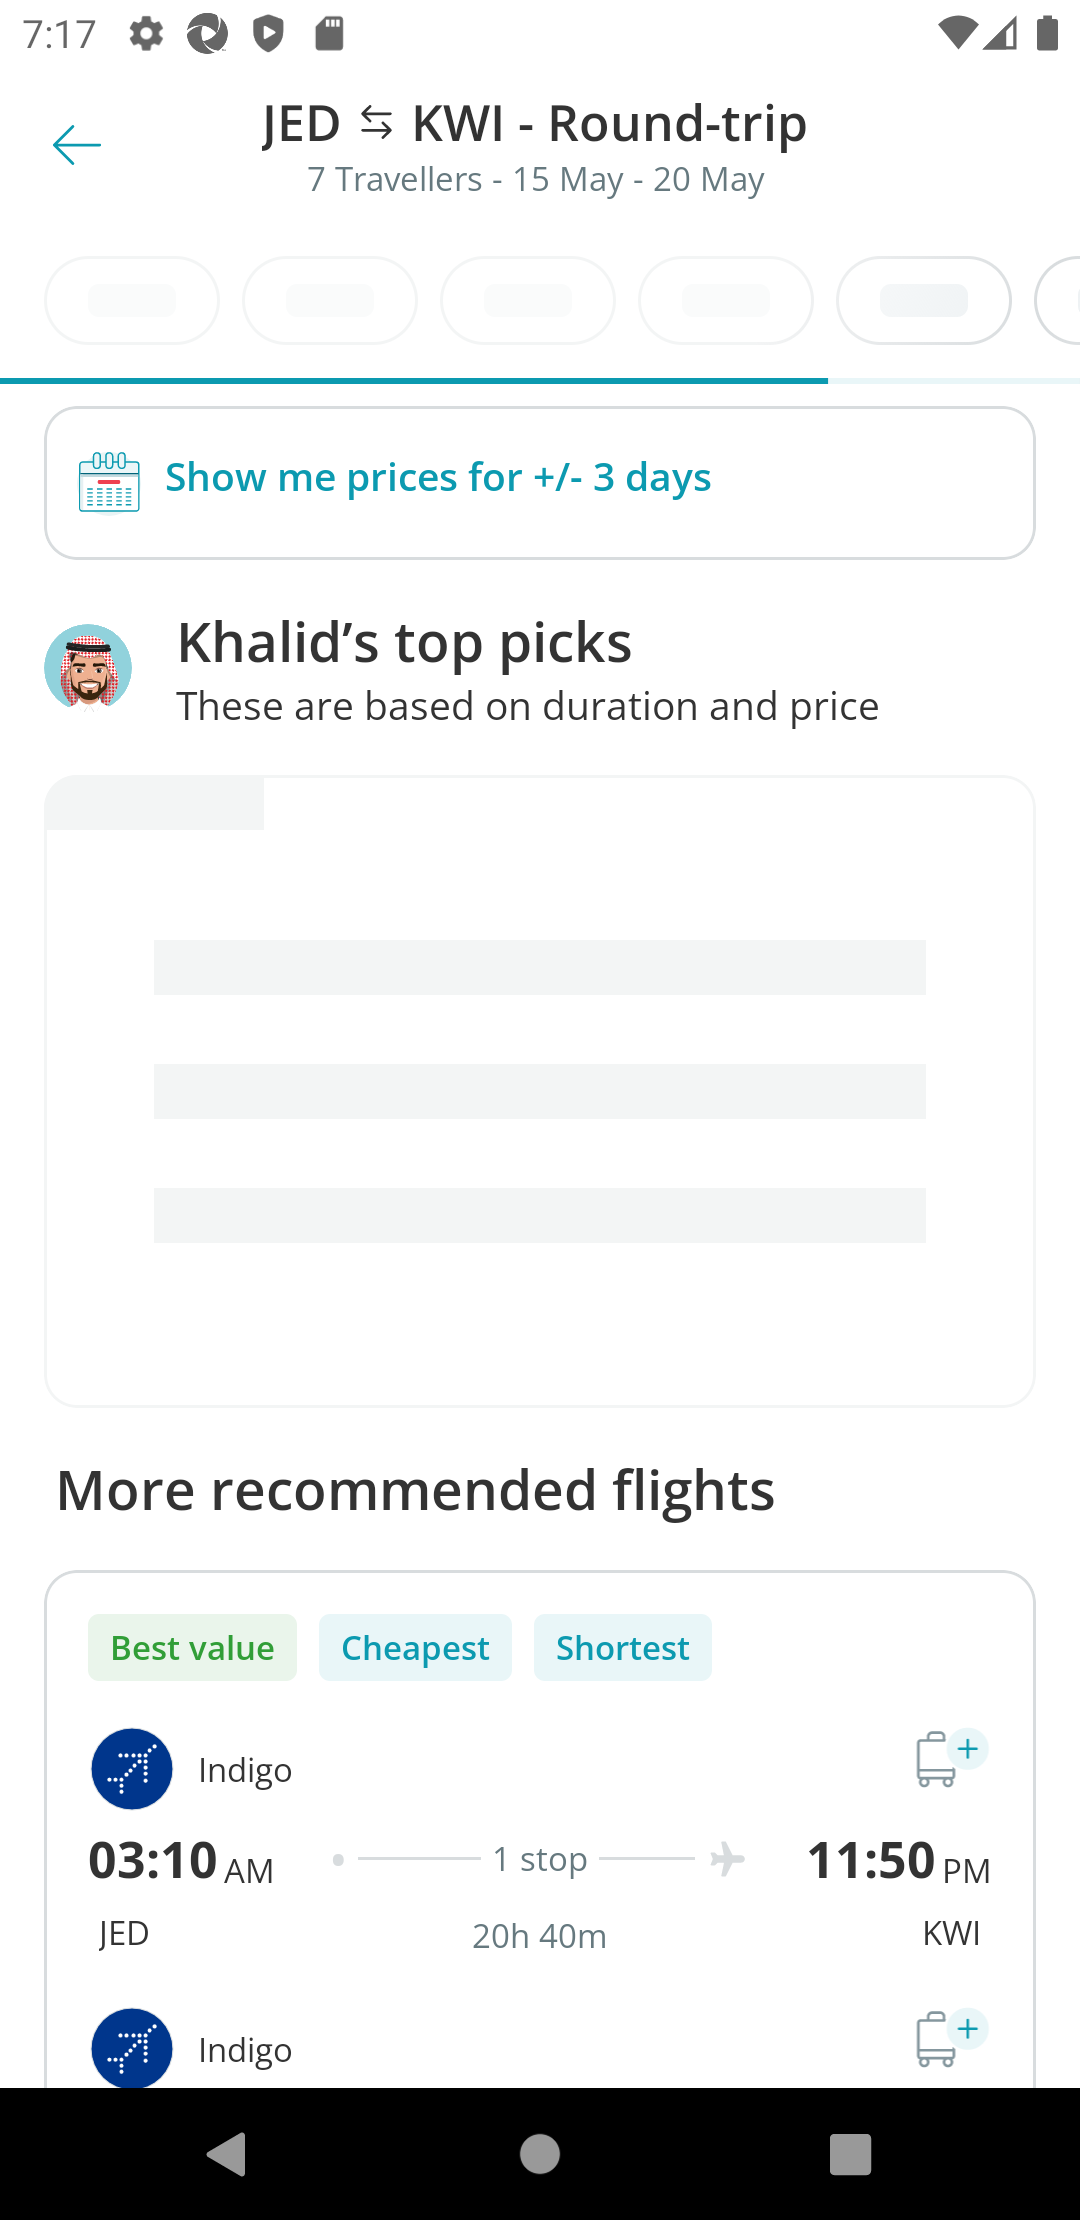 7:17
JED ⇆ KWI - Round-trip
7 Travellers - 15 May - 20 May
Show me prices for +/- 3 days
Khalid’s top picks
These are based on duration and price
More recommended flights
Best value Cheapest Shortest
Indigo
03:10 AM 1 stop 11:50 PM
JED 20h 40m KWI
Indigo